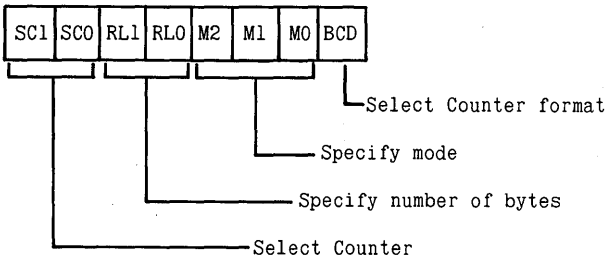 SC1 SC0 RL1 RL0 M2 M1 M0 BCD
Select Counter format
Specify mode
Specify number of bytes
Select Counter